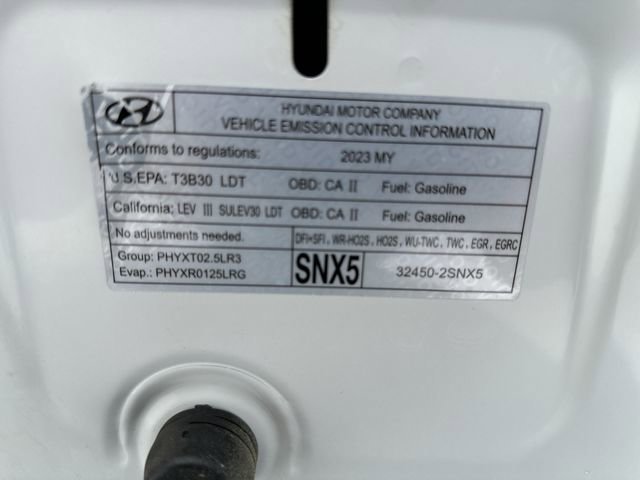 HYUNDAI MOTOR COMPANY
VEHICLE EMISSION CONTROL INFORMATION
Conforms to regulations: 2023 MY
U.S.EPA: T3B30 LDT OBD: CA II Fuel: Gasoline
California: LEV III SULEV30 LDT OBD: CA II Fuel: Gasoline
No adjustments needed. DFI+SFI, WR-HO2S, HO2S, WU-TWC, TWC, EGR, EGRC
Group: PHYXT02.5LR3
Evap.: PHYXR0125LRG
SNX5 32450-2SNX5